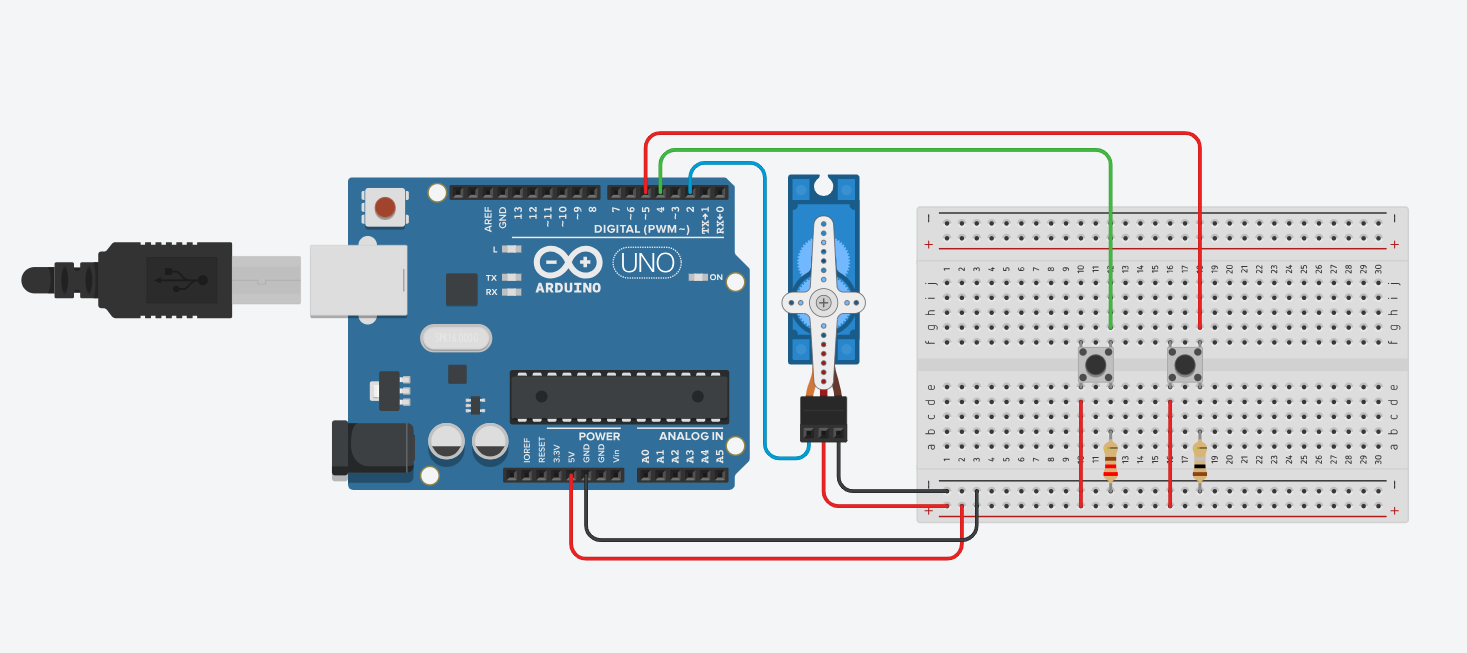 AREF
GND
13
12
~11
~10
~9
8
7
~6
~5
4
~3
2
TX→1
RX←0
DIGITAL (PWM~)
L
TX
RX
ARDUINO
UNO
ON
POWER
ANALOG IN
IOREF
RESET
3.3V
5V
GND
GND
Vin
A0
A1
A2
A3
A4
A5
1 2 3 4 5 6 7 8 9 10 11 12 13 14 15 16 17 18 19 20 21 22 23 24 25 26 27 28 29 30
j
i
h
g
f
e
d
c
b
a
j
i
h
g
f
e
d
c
b
a
1 2 3 4 5 6 7 8 9 10 11 12 13 14 15 16 17 18 19 20 21 22 23 24 25 26 27 28 29 30